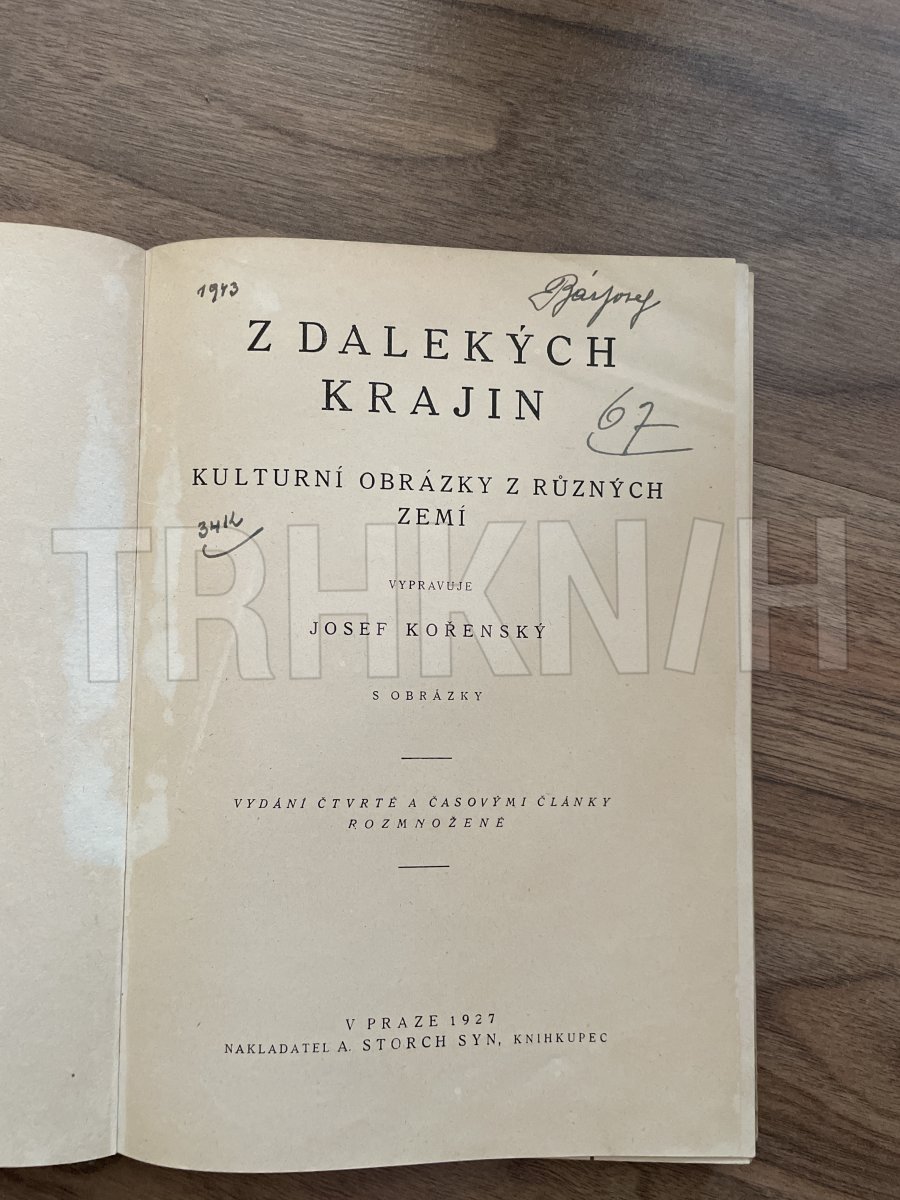 1943
Z DALEKÝCH
KRAJIN
67
KULTURNÍ OBRÁZKY Z RŮZNÝCH
ZEMÍ
VYPRAVUJE
JOSEF KOŘENSKÝ
S OBRÁZKY
VYDÁNÍ ČTVRTÉ A ČASOVÝMI ČLÁNKY
ROZMNOŽENÉ
V PRAZE 1927
NAKLADATEL A. STORCH SYN, KNIHKUPEC
TRHKNIH